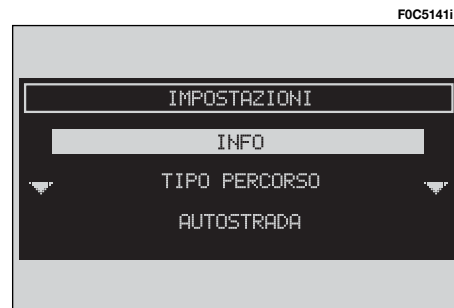 F0C5141i
IMPOSTAZIONI
INFO
TIPO PERCORSO
AUTOSTRADA